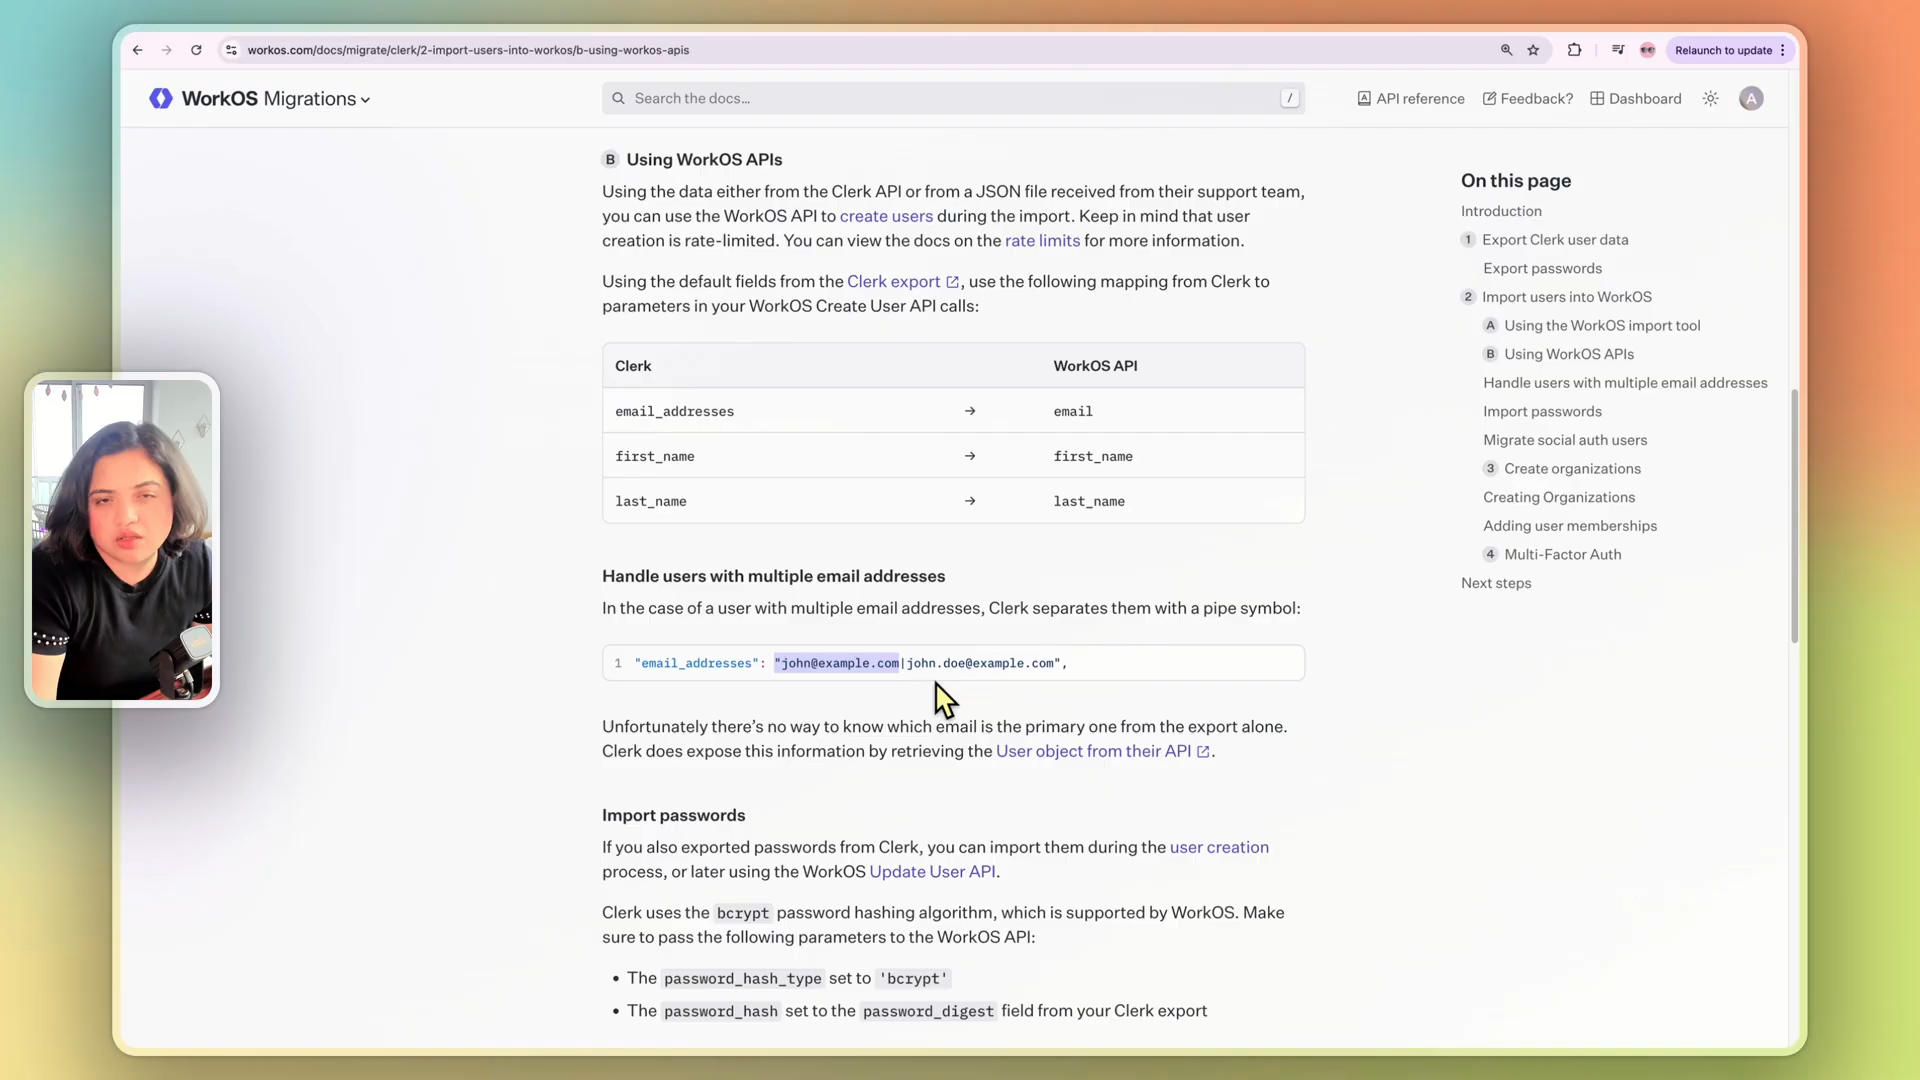 workos.com/docs/migrate/clerk/2-import-users-into-workos/b-using-workos-apis
Relaunch to update
WorkOS Migrations
Search the docs...
/
API reference
Feedback?
Dashboard
A
B Using WorkOS APIs
Using the data either from the Clerk API or from a JSON file received from their support team,
you can use the WorkOS API to create users during the import. Keep in mind that user
creation is rate-limited. You can view the docs on the rate limits for more information.
Using the default fields from the Clerk export, use the following mapping from Clerk to
parameters in your WorkOS Create User API calls:
Clerk WorkOS API
email_addresses → email
first_name → first_name
last_name → last_name
Handle users with multiple email addresses
In the case of a user with multiple email addresses, Clerk separates them with a pipe symbol:
1 "email_addresses": "john@example.com|john.doe@example.com",
Unfortunately there's no way to know which email is the primary one from the export alone.
Clerk does expose this information by retrieving the User object from their API.
Import passwords
If you also exported passwords from Clerk, you can import them during the user creation
process, or later using the WorkOS Update User API.
Clerk uses the bcrypt password hashing algorithm, which is supported by WorkOS. Make
sure to pass the following parameters to the WorkOS API:
• The password_hash_type set to 'bcrypt'
• The password_hash set to the password_digest field from your Clerk export
On this page
Introduction
1 Export Clerk user data
Export passwords
2 Import users into WorkOS
A Using the WorkOS import tool
B Using WorkOS APIs
Handle users with multiple email addresses
Import passwords
Migrate social auth users
3 Create organizations
Creating Organizations
Adding user memberships
4 Multi-Factor Auth
Next steps